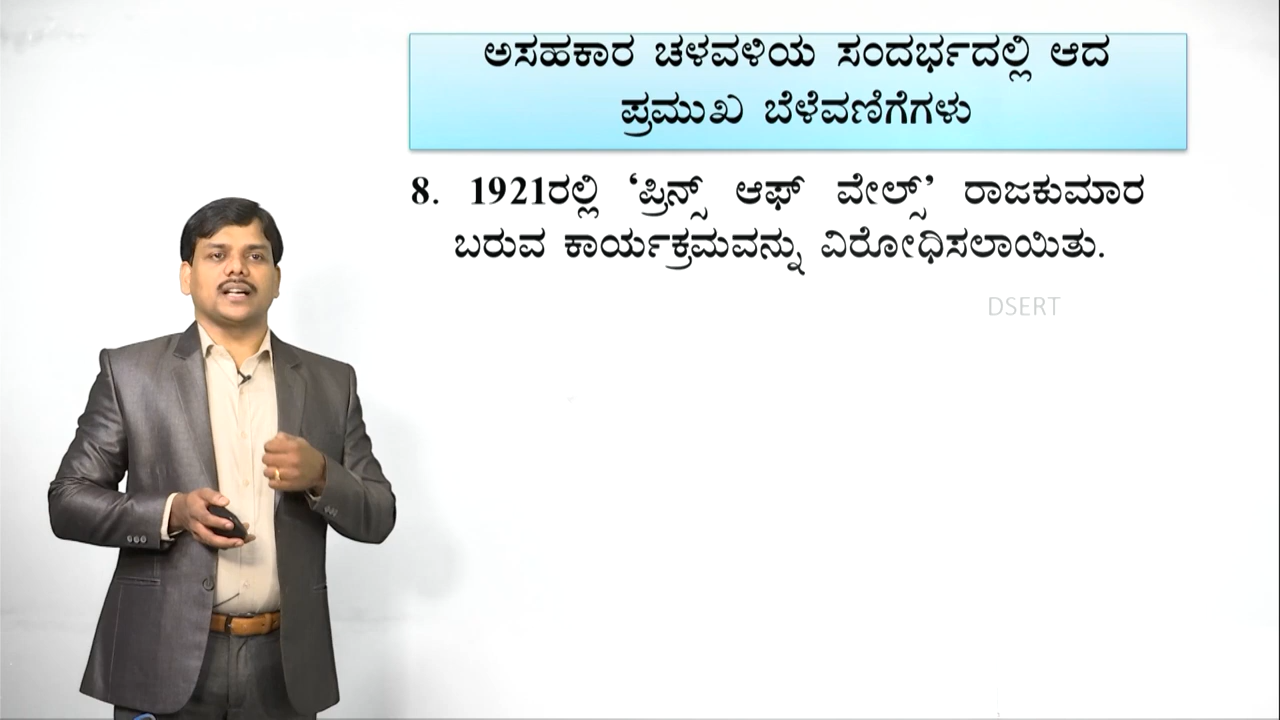 ಅಸಹಕಾರ ಚಳವಳಿಯ ಸಂದರ್ಭದಲ್ಲಿ ಆದ
ಪ್ರಮುಖ ಬೆಳೆವಣಿಗೆಗಳು
8. 1921ರಲ್ಲಿ ‘ಪ್ರಿನ್ಸ್ ಆಫ್ ವೇಲ್ಸ್’ ರಾಜಕುಮಾರ
ಬರುವ ಕಾರ್ಯಕ್ರಮವನ್ನು ವಿರೋಧಿಸಲಾಯಿತು.
DSERT